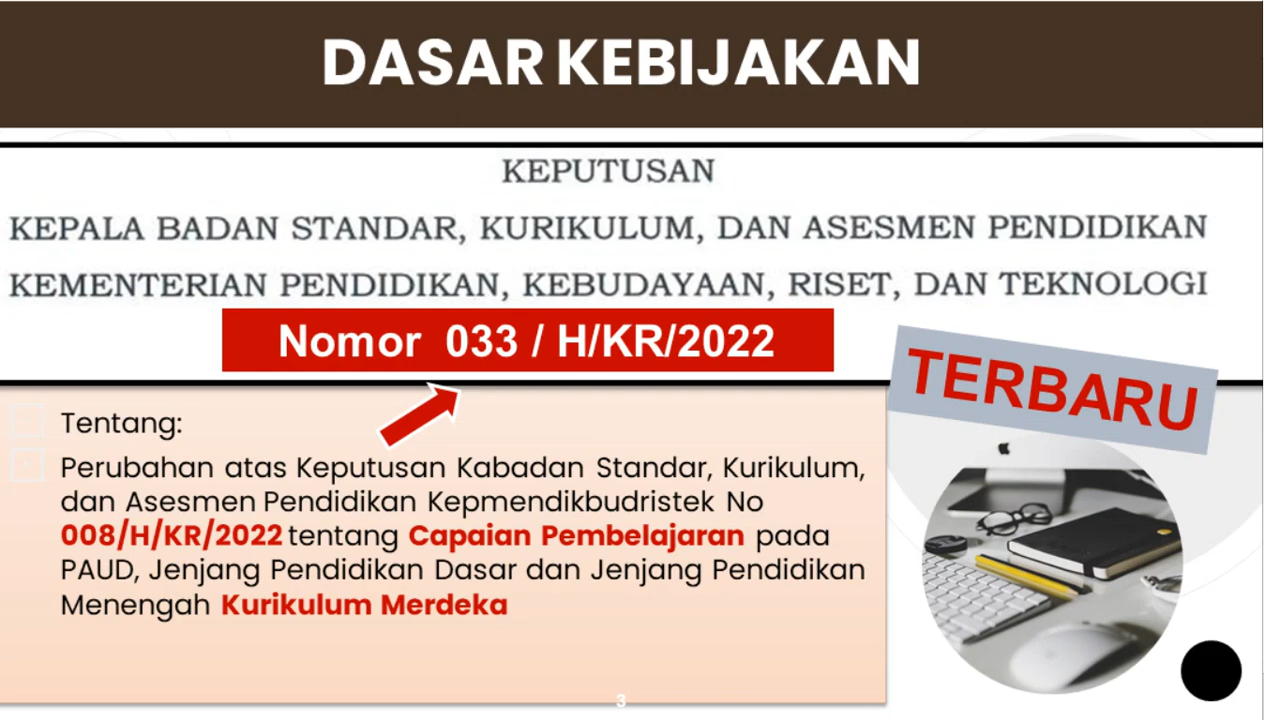 DASAR KEBIJAKAN
KEPUTUSAN
KEPALA BADAN STANDAR, KURIKULUM, DAN ASESMEN PENDIDIKAN
KEMENTERIAN PENDIDIKAN, KEBUDAYAAN, RISET, DAN TEKNOLOGI
Nomor 033 / H/KR/2022
TERBARU
Tentang:
Perubahan atas Keputusan Kabadan Standar, Kurikulum,
dan Asesmen Pendidikan Kepmendikbudristek No
008/H/KR/2022 tentang Capaian Pembelajaran pada
PAUD, Jenjang Pendidikan Dasar dan Jenjang Pendidikan
Menengah Kurikulum Merdeka
3